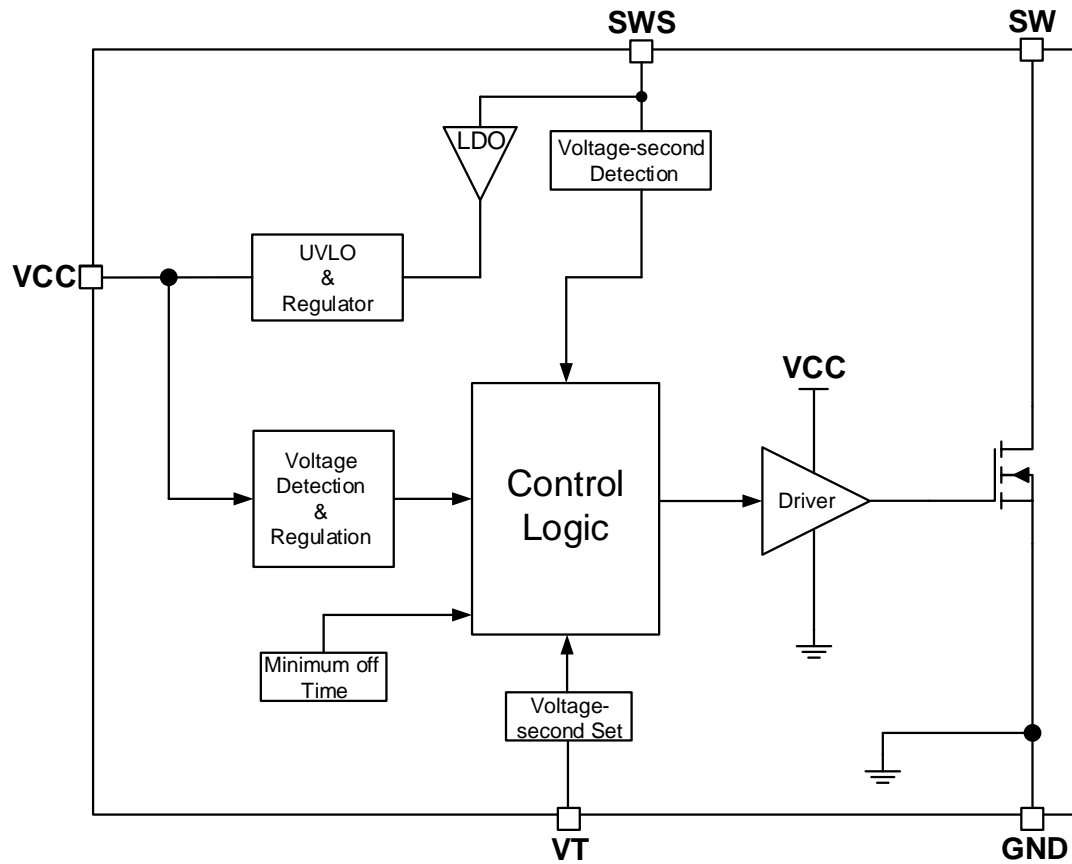 SWS
SW
LDO
Voltage-second
Detection
UVLO
&
Regulator
VCC
VCC
Voltage
Detection
&
Regulation
Control
Logic
Driver
Minimum off
Time
Voltage-
second Set
VT
GND